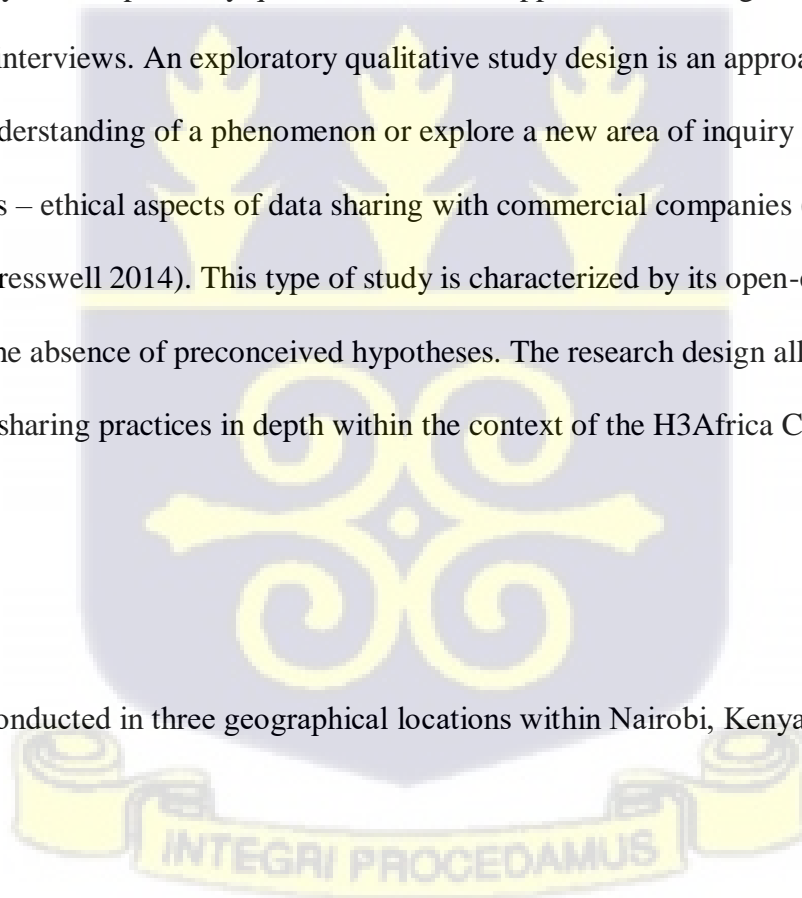 interviews. An exploratory qualitative study design is an approa
derstanding of a phenomenon or explore a new area of inquiry
s – ethical aspects of data sharing with commercial companies (
resswell 2014). This type of study is characterized by its open-
ne absence of preconceived hypotheses. The research design all
sharing practices in depth within the context of the H3Africa C
onducted in three geographical locations within Nairobi, Kenya
INTEGRI PROCEDAMUS